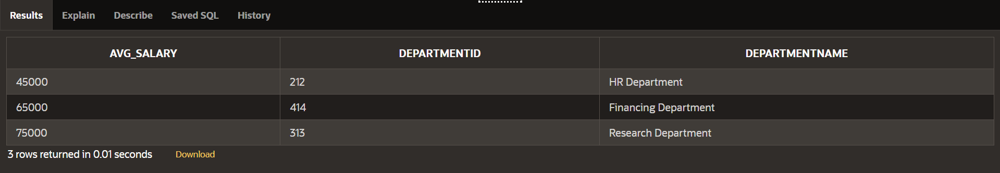 Results Explain Describe Saved SQL History
AVG_SALARY DEPARTMENTID DEPARTMENTNAME
45000 212 HR Department
65000 414 Financing Department
75000 313 Research Department
3 rows returned in 0.01 seconds Download